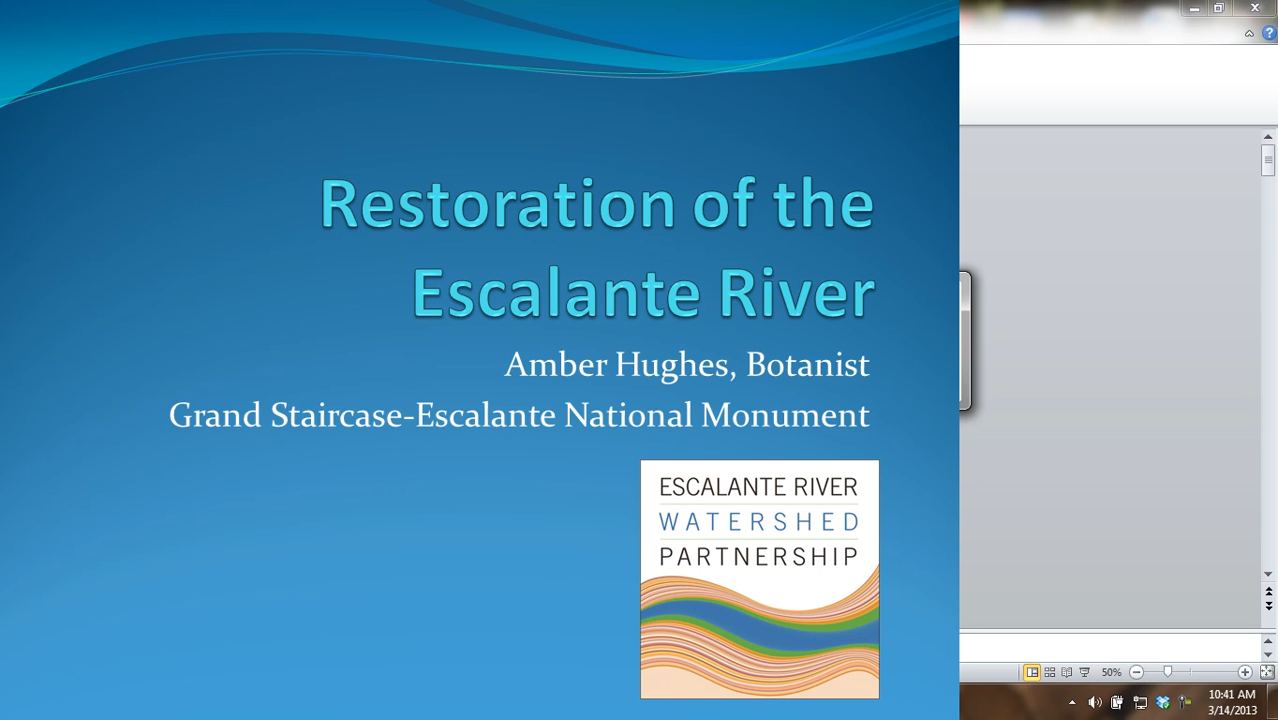 Restoration of the
Escalante River
Amber Hughes, Botanist
Grand Staircase-Escalante National Monument
ESCALANTE RIVER
WATERSHED
PARTNERSHIP
50%
10:41 AM
3/14/2013